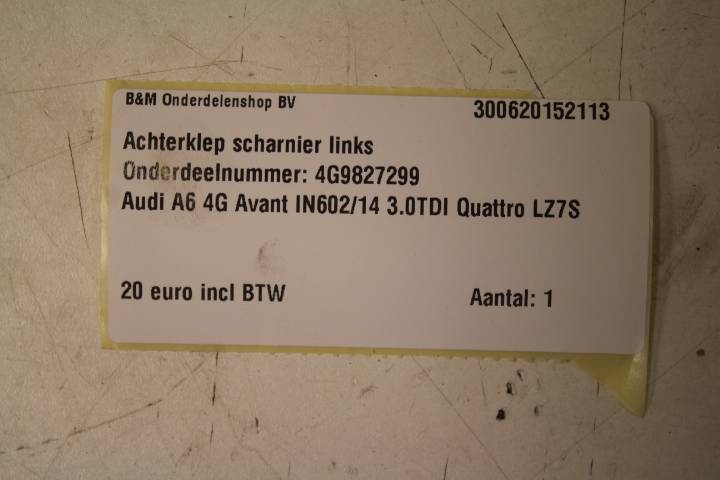 B&M Onderdelenshop BV 300620152113
Achterklep scharnier links
Onderdeelnummer: 4G9827299
Audi A6 4G Avant IN602/14 3.0TDI Quattro LZ7S
20 euro incl BTW Aantal: 1